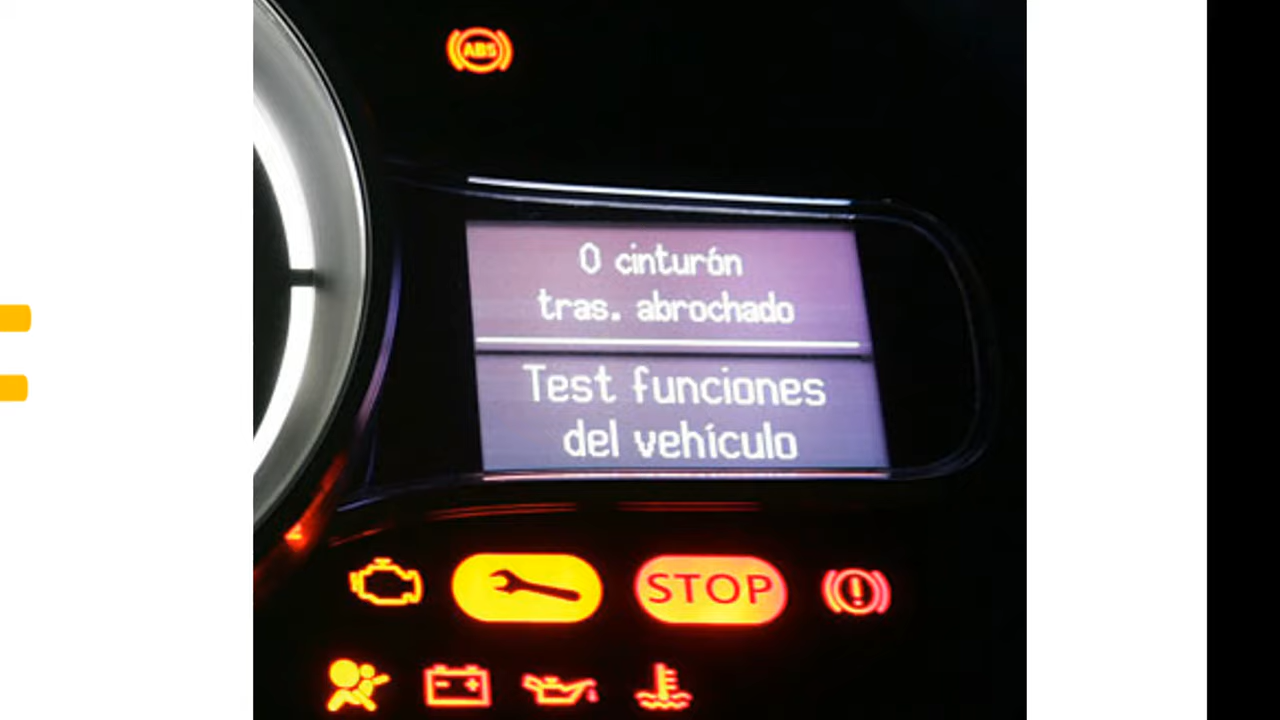 ABS
0 cinturón
tras. abrochado
Test funciones
del vehículo
STOP